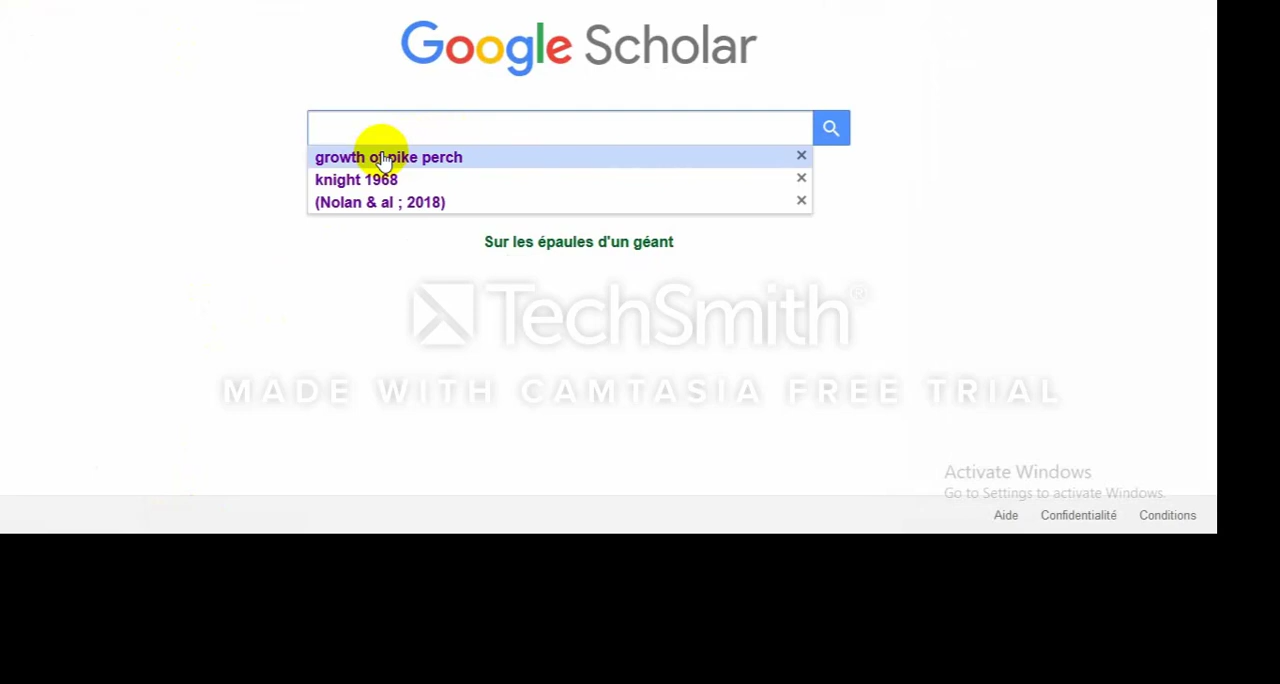 Google Scholar
growth of pike perch
knight 1968
(Nolan & al ; 2018)
Sur les épaules d'un géant
TechSmith®
MADE WITH CAMTASIA FREE TRIAL
Activate Windows
Go to Settings to activate Windows.
Aide Confidentialité Conditions